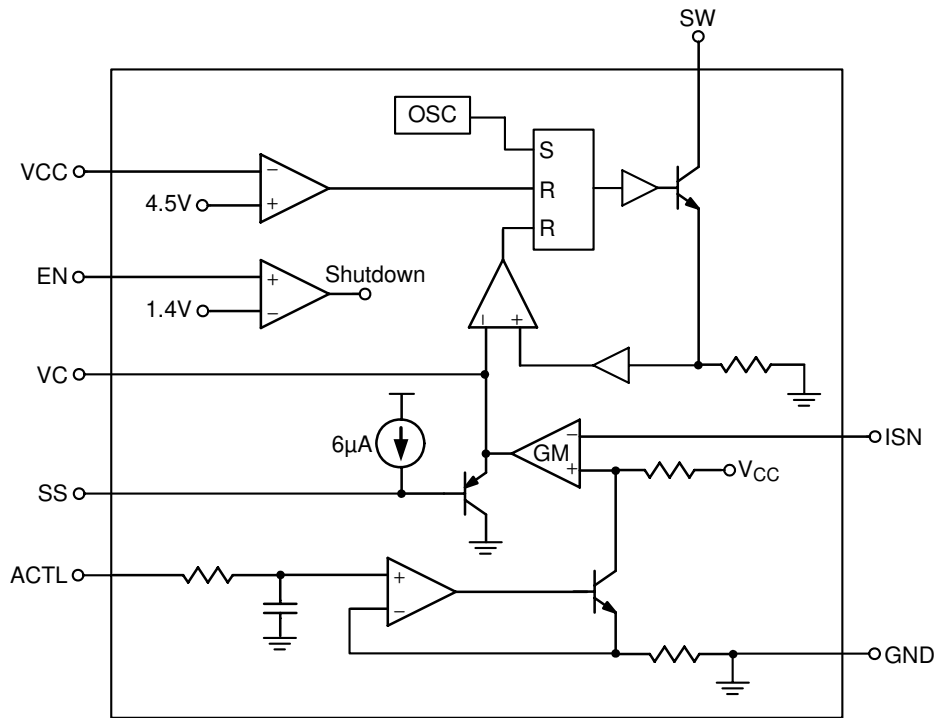 SW
OSC
S
VCC
−
4.5V
+
R
R
EN
+
Shutdown
1.4V
−
− +
VC
6µA
GM
−
+
ISN
VCC
SS
ACTL
+
−
GND